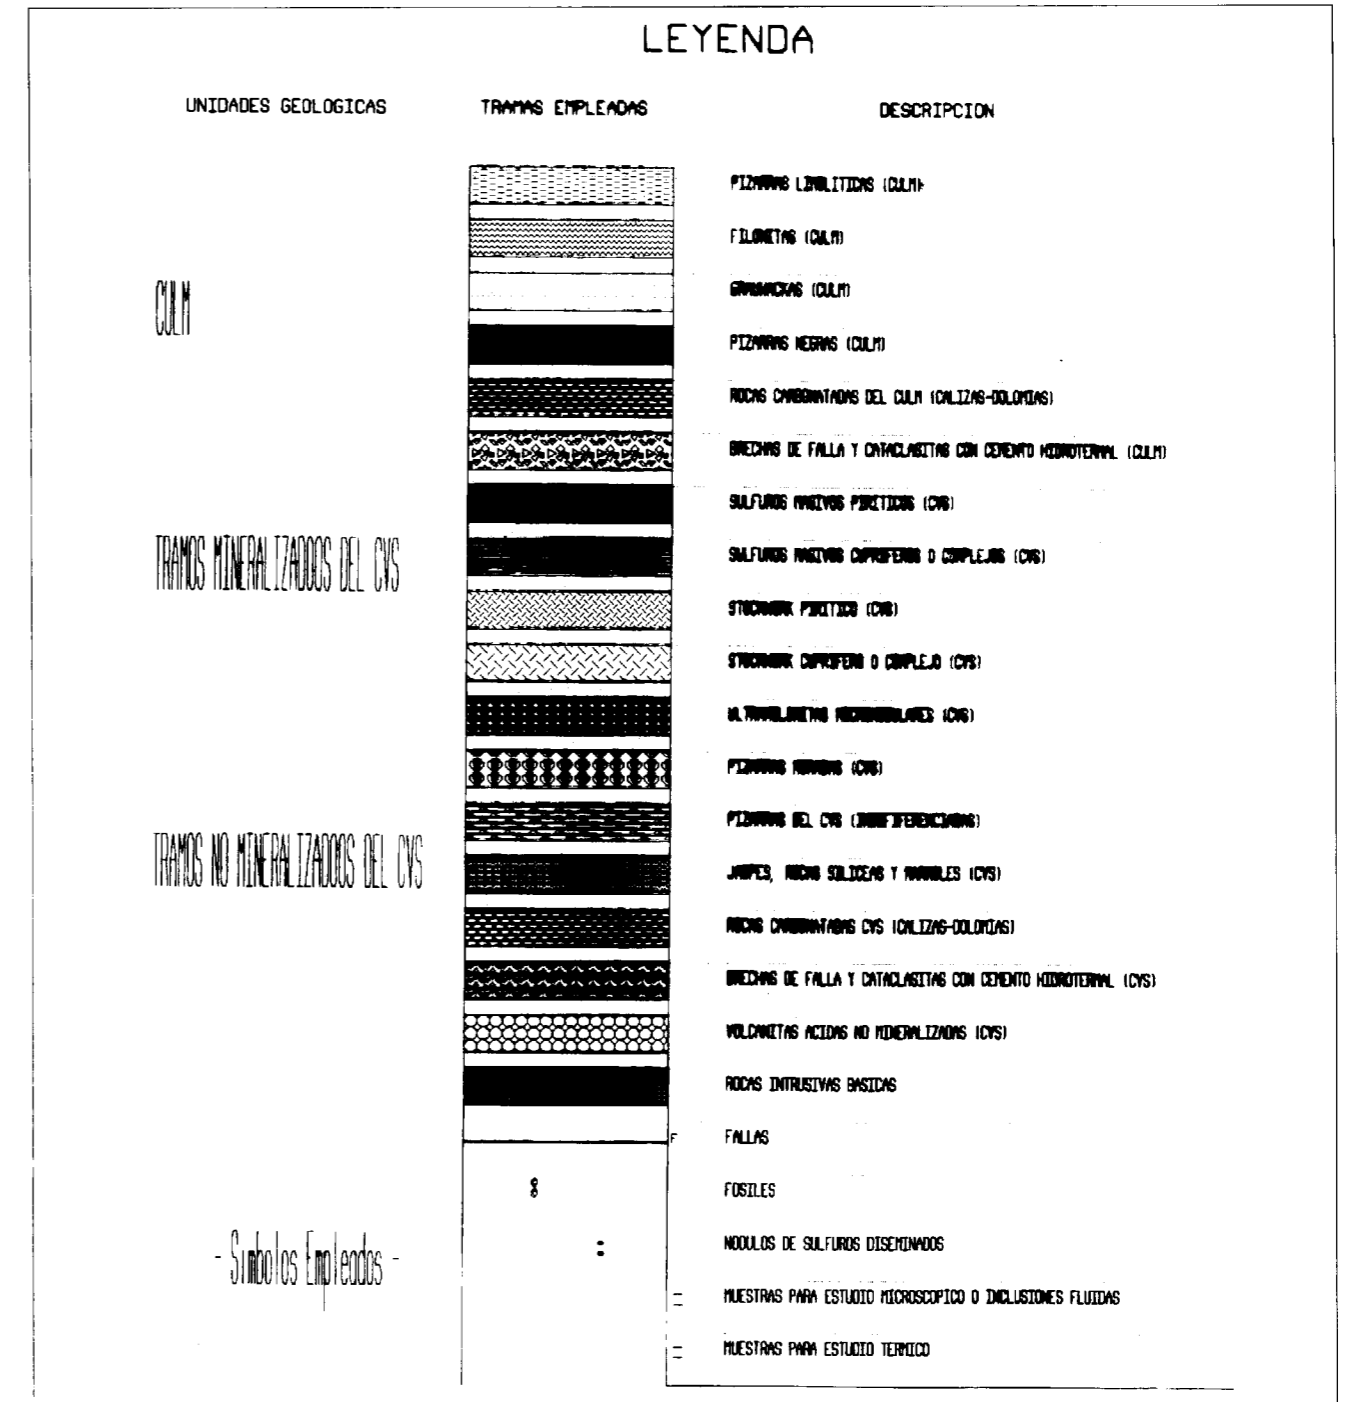 LEYENDA
UNIDADES GEOLOGICAS TRAMAS EMPLEADAS DESCRIPCION
PIZARRAS (CULM)
(CULM)
CULM
GRAUWACKAS (CULM)
PIZARRAS NEGRAS (CULM)
ROCAS CARBONATADAS DEL CULM (CALIZAS-DOLOMIAS)
BRECHAS DE FALLA Y CATACLASITAS CON CEMENTO HIDROTERMAL (CULM)
SULFUROS MASIVOS PIRITICOS (CVS)
TRAMOS MINERALIZADOS DEL CVS
SULFUROS MASIVOS CUPRIFEROS O COMPLEJOS (CVS)
STOCKWORK PIRITICO (CVS)
STOCKWORK CUPRIFERO O COMPLEJO (CVS)
(CVS)
PIZARRAS (CVS)
PIZARRAS DEL CVS (INDIFERENCIADAS)
TRAMOS NO MINERALIZADOS DEL CVS
JASPES, ROCAS SILICEAS Y (CVS)
ROCAS CARBONATADAS CVS (CALIZAS-DOLOMIAS)
BRECHAS DE FALLA Y CATACLASITAS CON CEMENTO HIDROTERMAL (CVS)
VOLCANITAS ACIDAS NO MINERALIZADAS (CVS)
ROCAS INTRUSIVAS BASICAS
F FALLAS
FOSILES
- Simbolos Empleados -
NODULOS DE SULFUROS DISEMINADOS
MUESTRAS PARA ESTUDIO MICROSCOPICO O INCLUSIONES FLUIDAS
MUESTRAS PARA ESTUDIO TERMICO